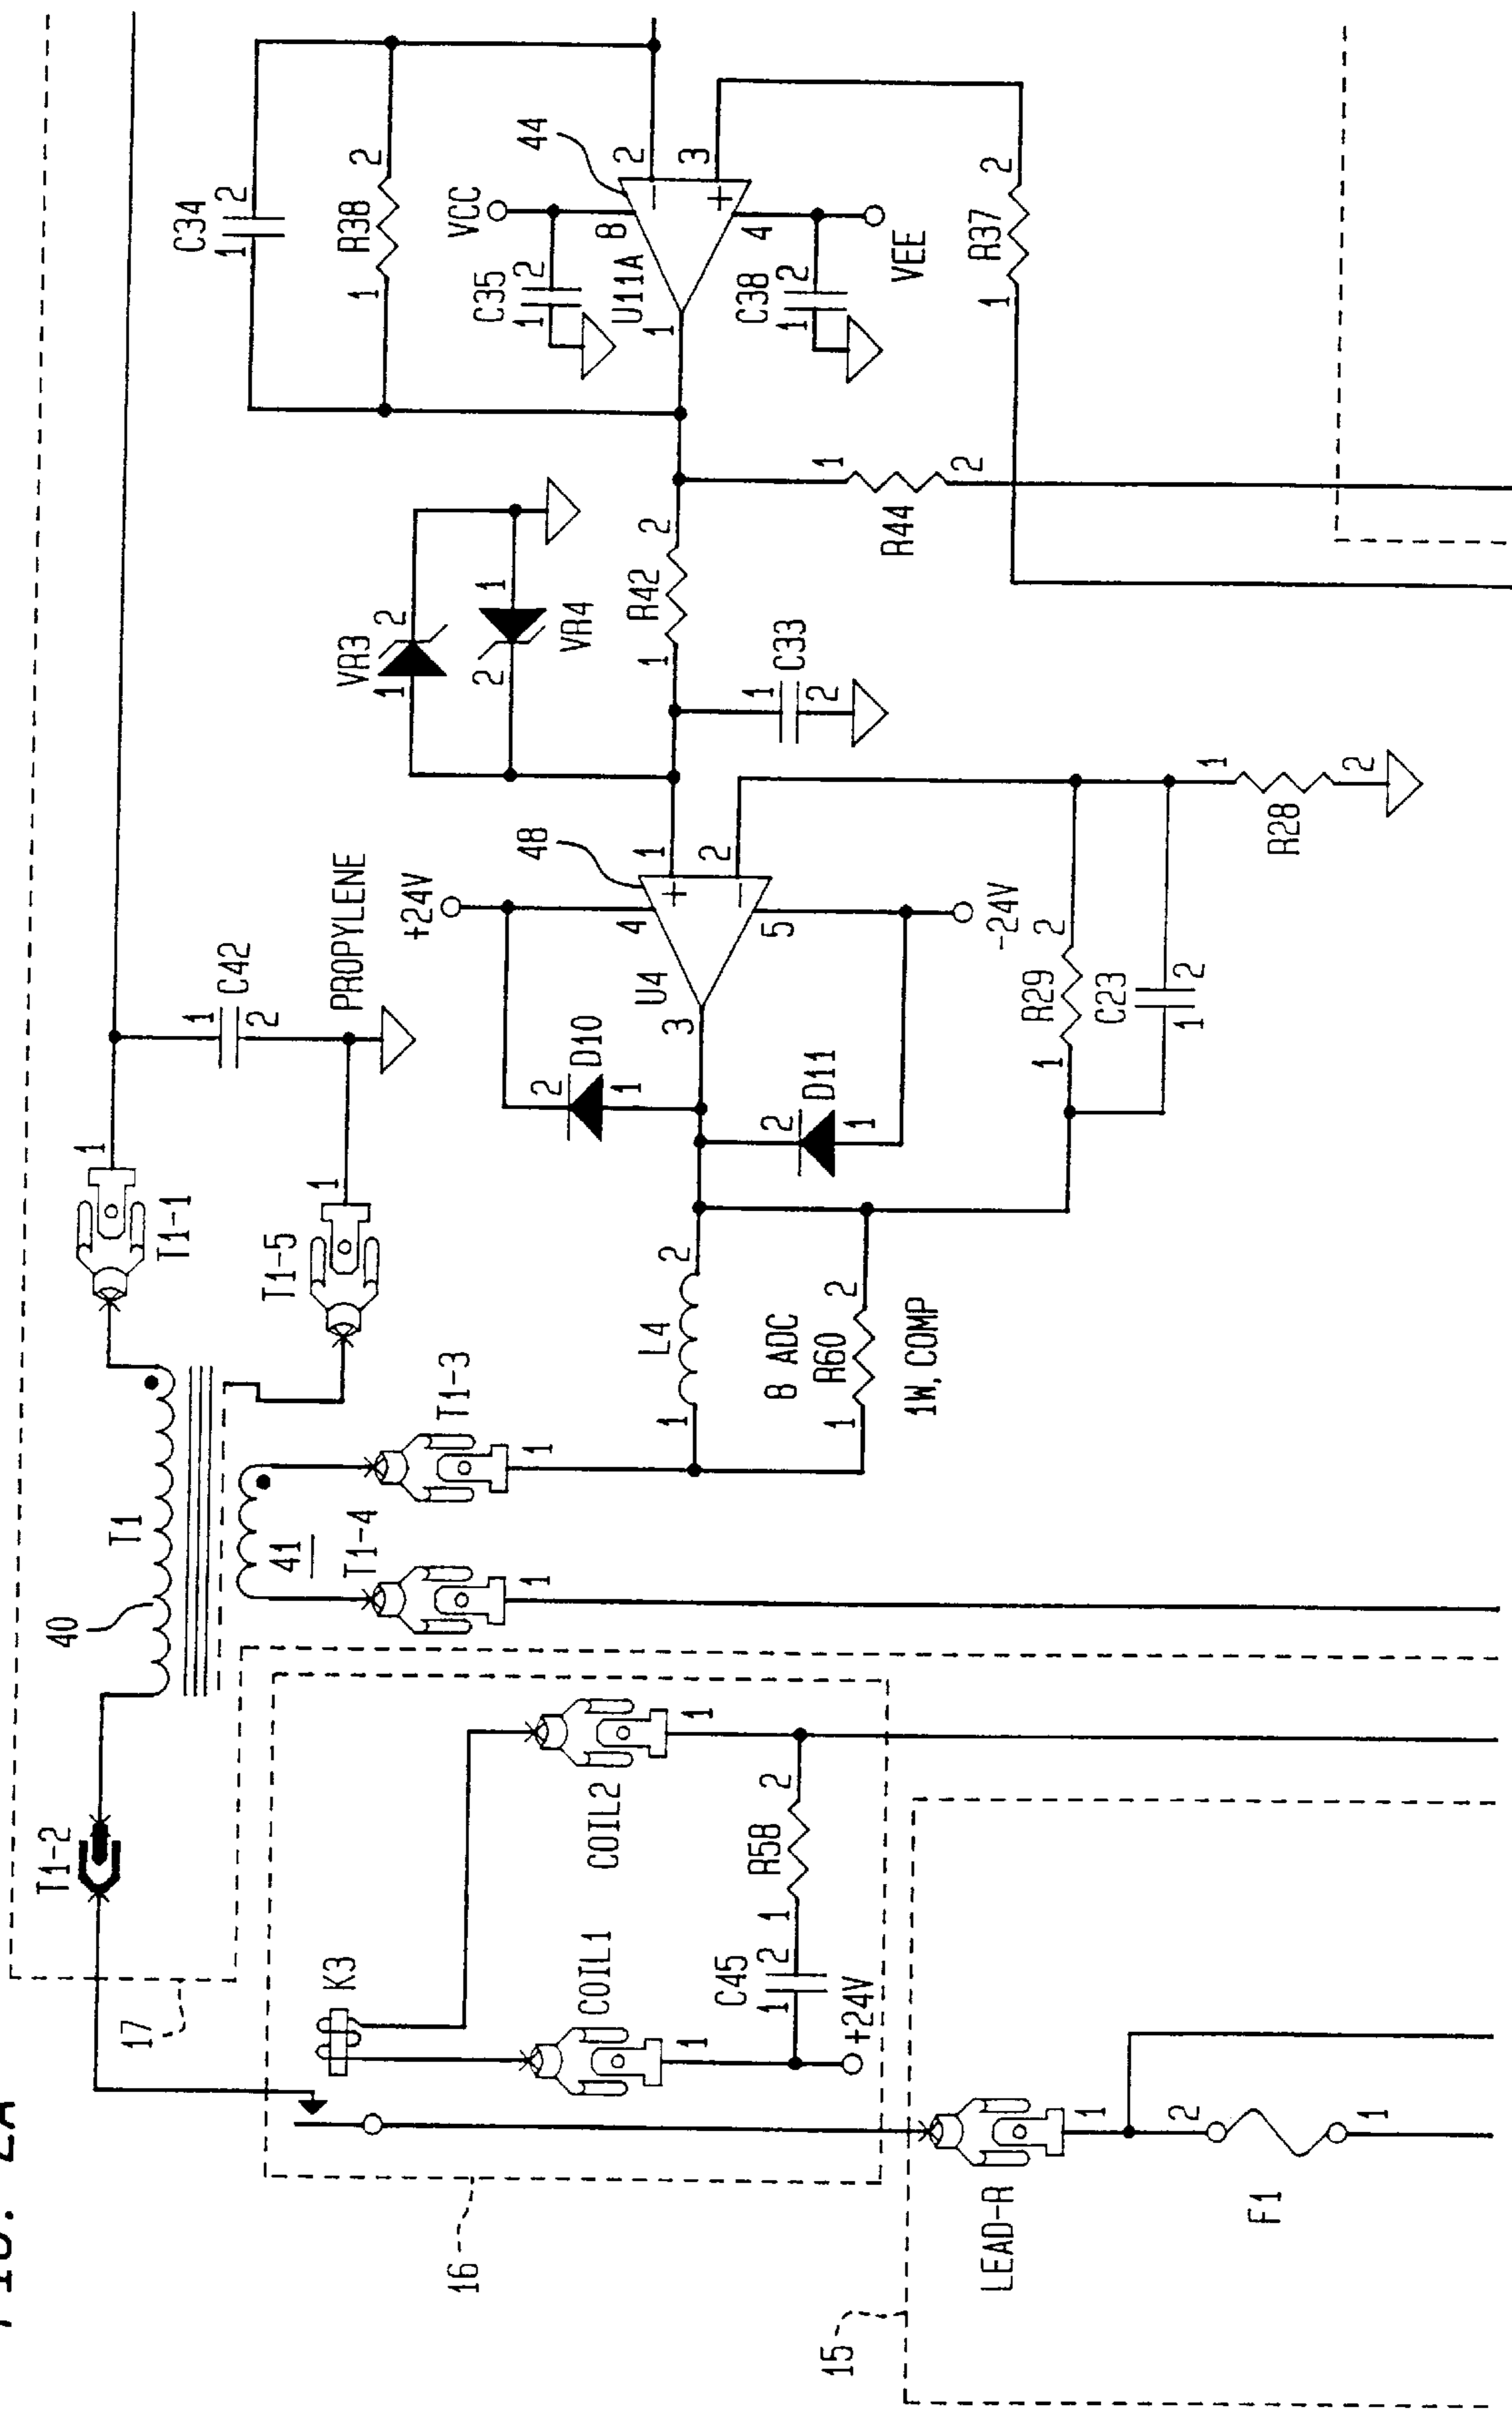 FIG. 2A
C34
1 2
R38
1 2
VCC
44
C35
1 2
8
2
3
U11A
1
4
C38
1 2
VEE
R37
1 2
R44
1
2
R42
1 2
VR3
1 2
VR4
2 1
C33
1
2
48
+24V
4
1
2
U4
3
5
-24V
D10
2
1
D11
2
1
R29
1 2
C23
1 2
R28
1
2
C42
1
2
PROPYLENE
T1-1
1
T1-5
1
T1
40
41
T1-3
1
T1-4
1
L4
1 2
8 ADC
R60
1 2
1W, COMP
T1-2
17
K3
COIL2
1
COIL1
1
C45
1 2
R58
1 2
+24V
16
15
LEAD-R
1
2
F1
1